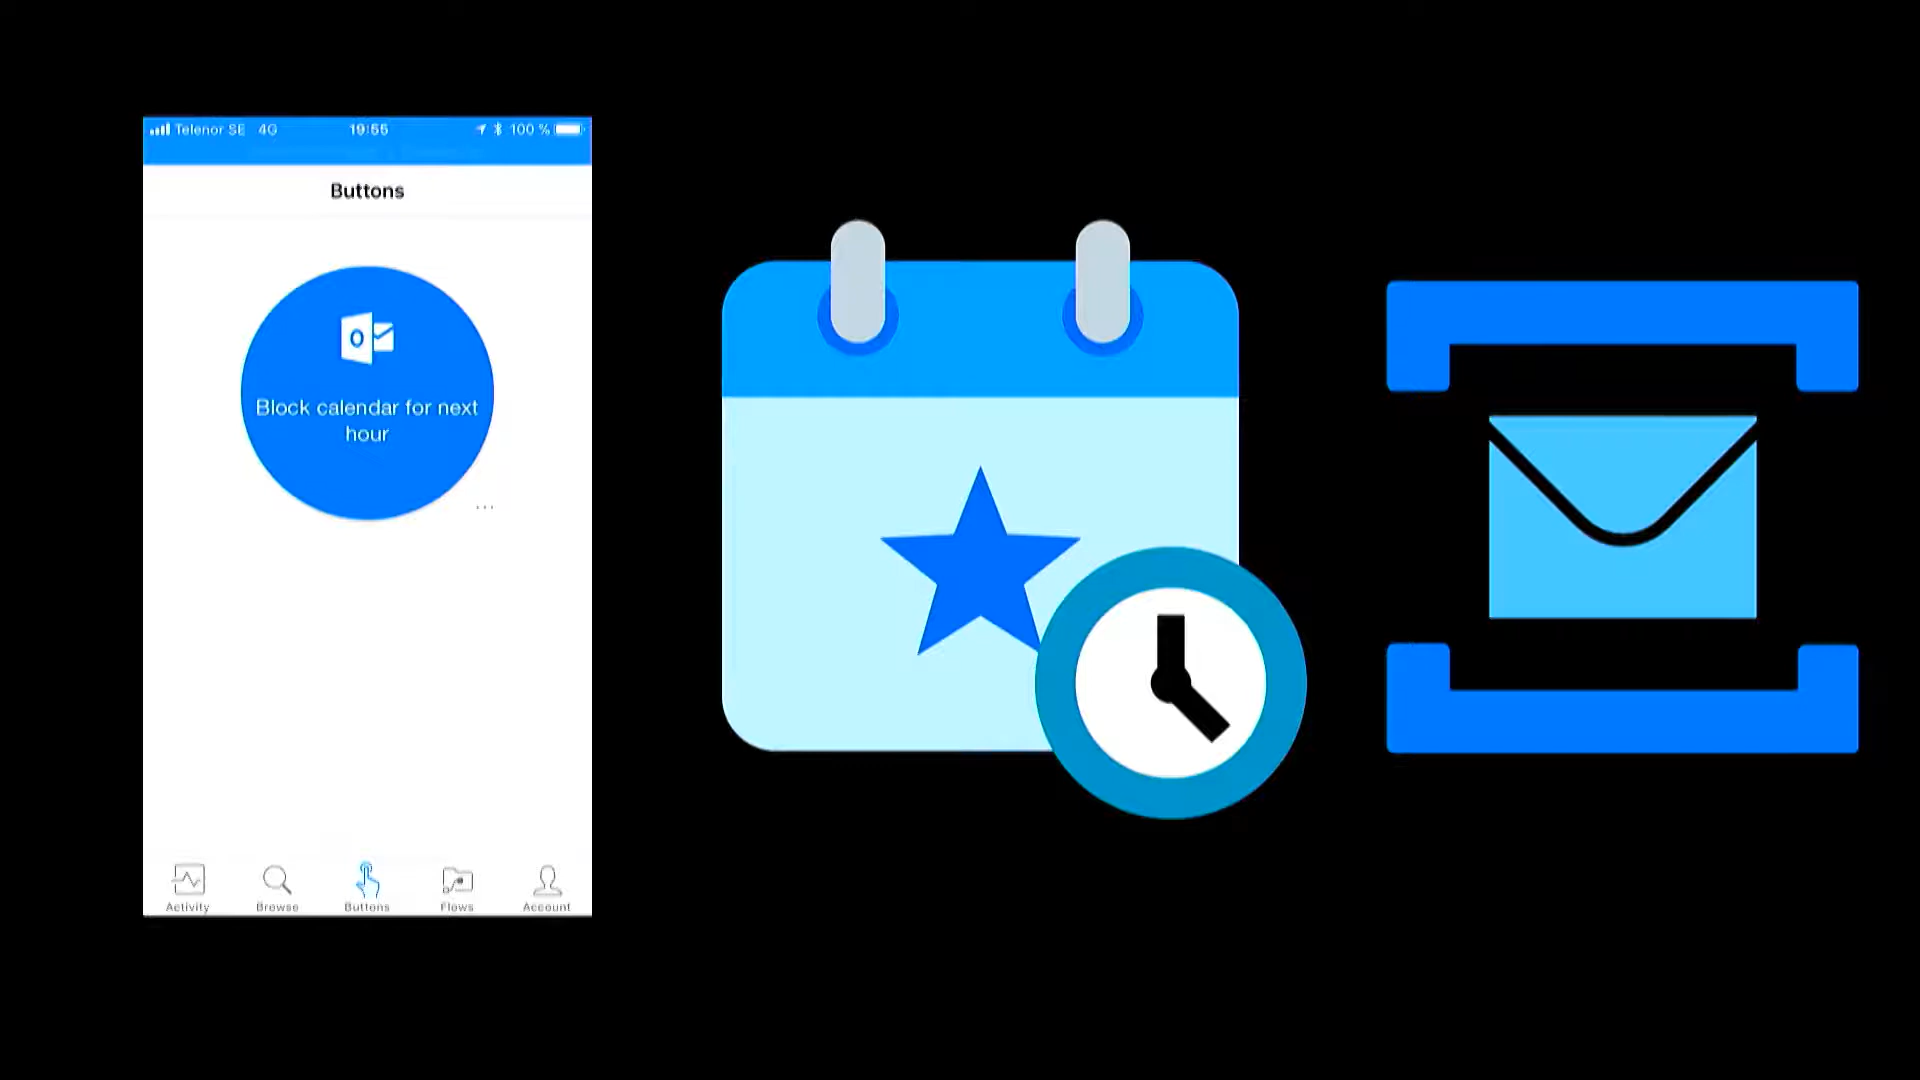 Telenor SE 4G 19:55 100 %
Buttons
O
Block calendar for next
hour
...
Activity Browse Buttons Flows Account